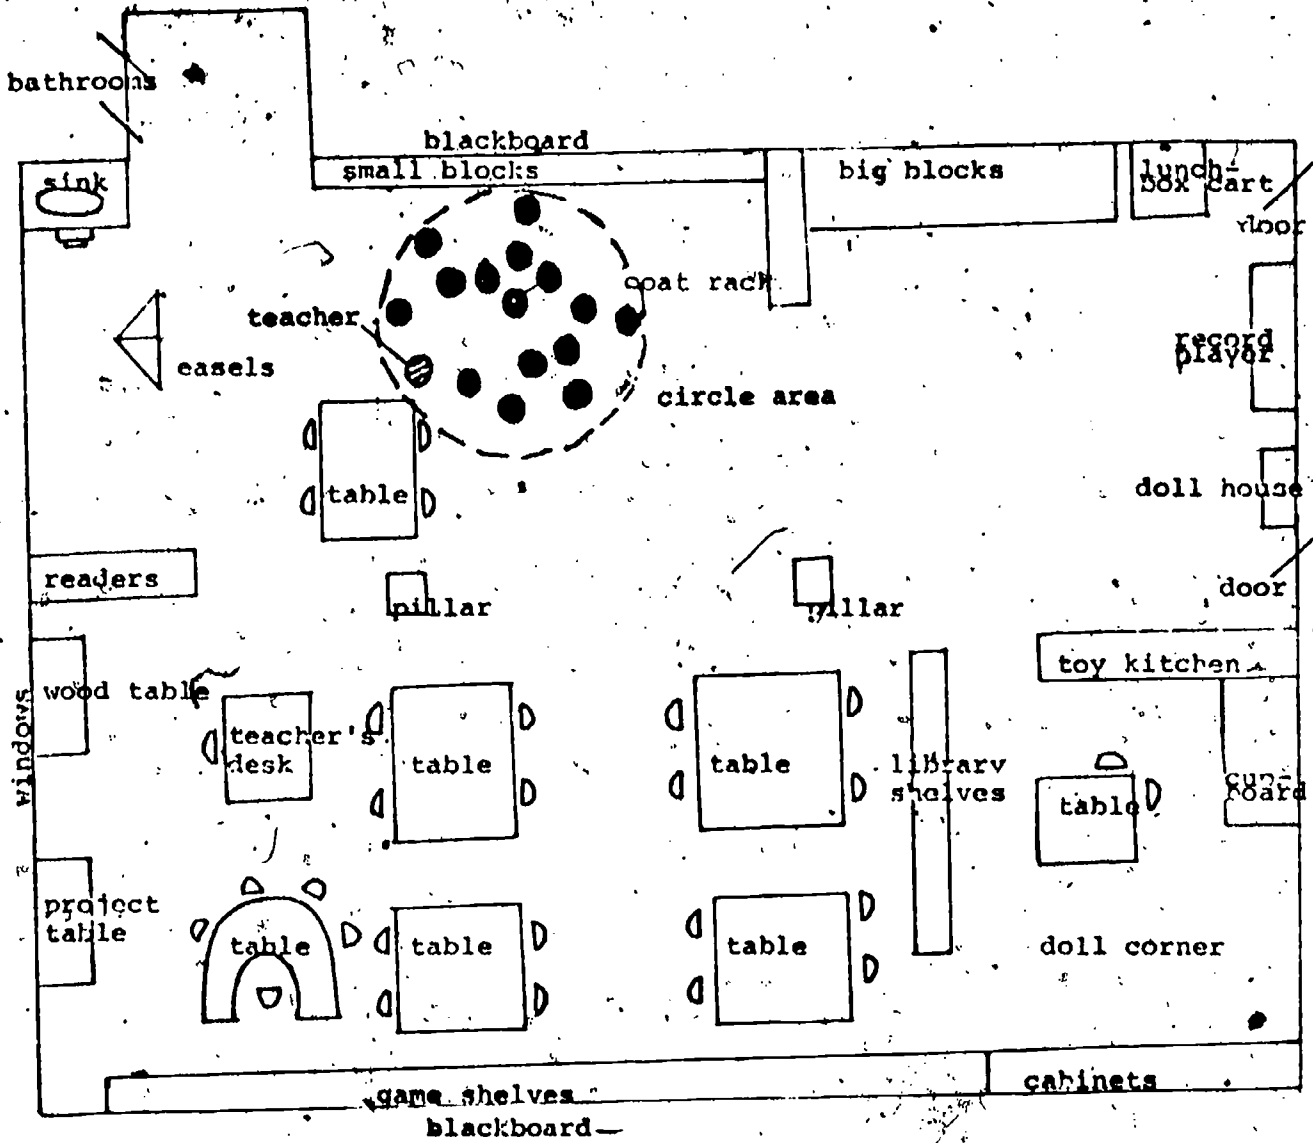 bathrooms
blackboard
small blocks
big blocks
lunch-
box cart
sink
door
coat rack
teacher
record
player
easels
circle area
table
doll house
readers
pillar
pillar
door
toy kitchen
wood table
windows
teacher's
desk
table
table
library
shelves
table
cup-
board
project
table
table
table
table
doll corner
game shelves
cabinets
blackboard